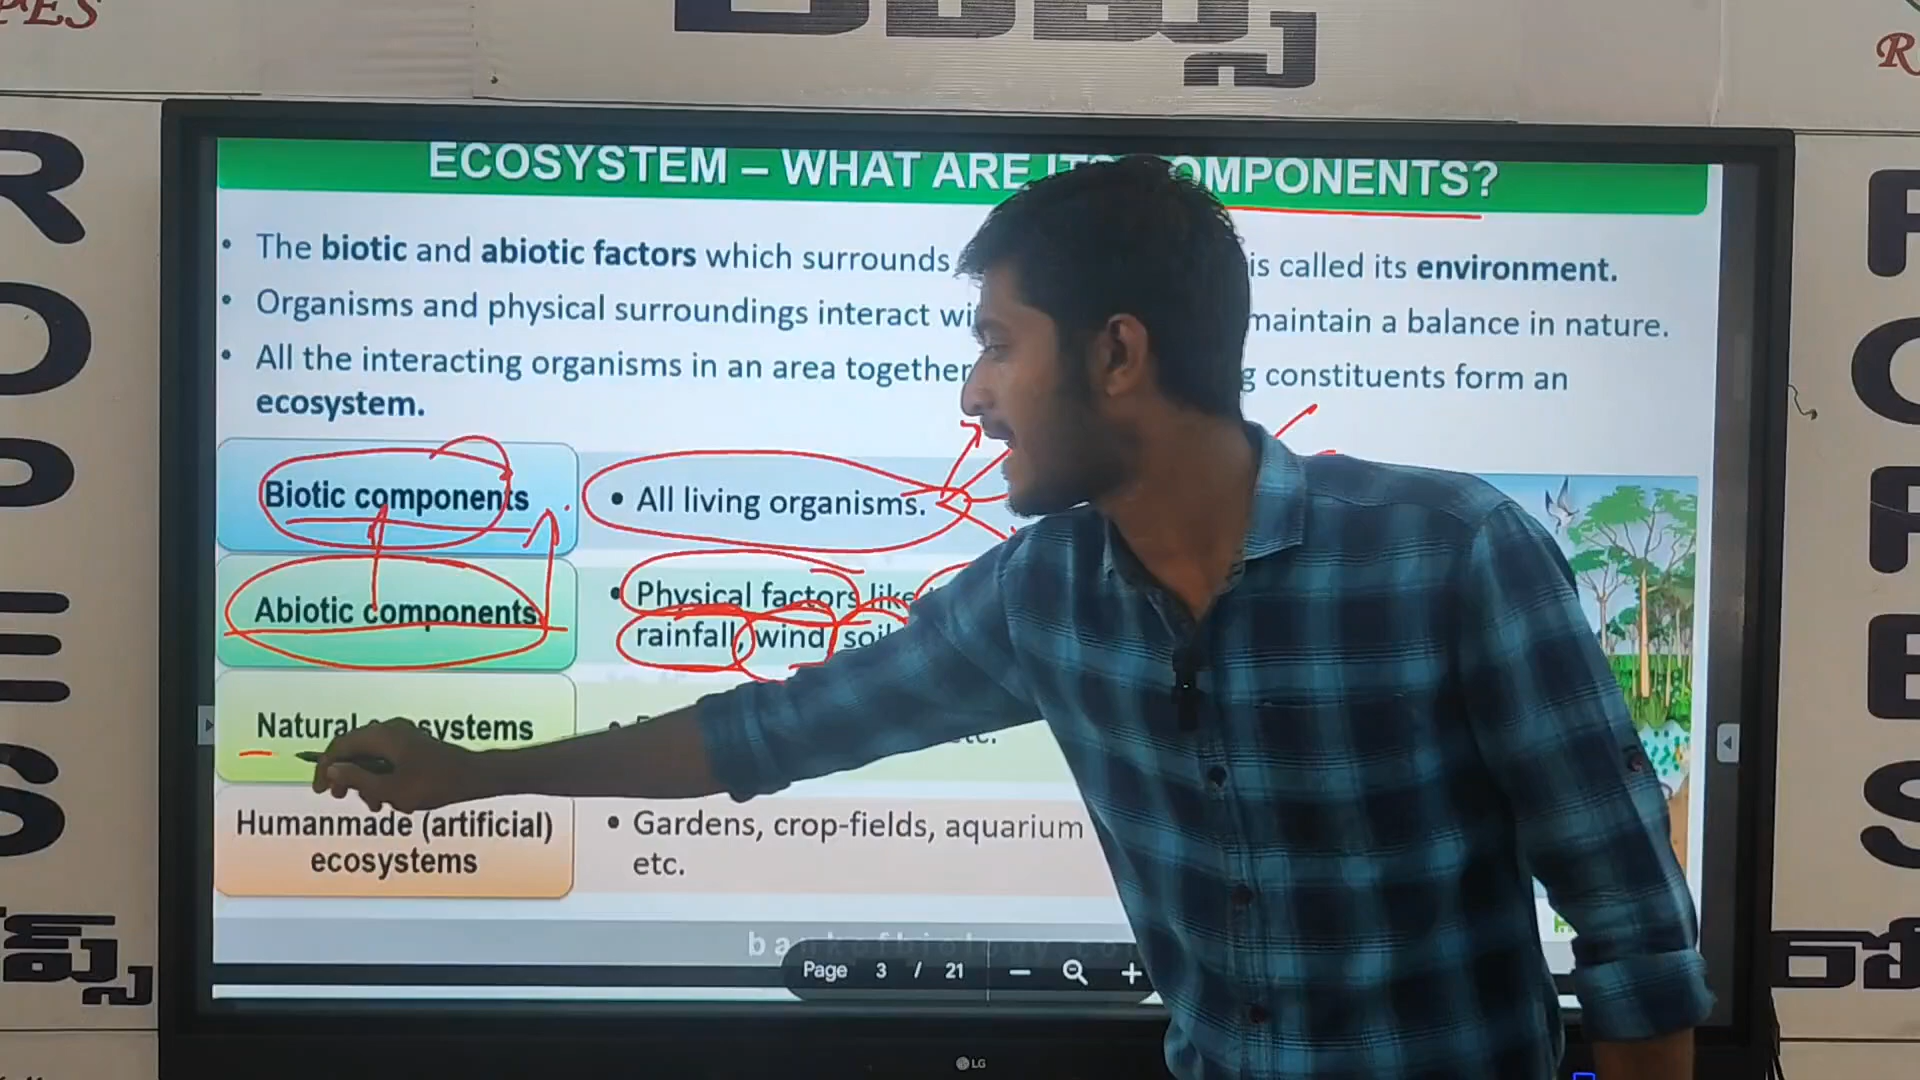 ECOSYSTEM – WHAT ARE ITS COMPONENTS?
• The biotic and abiotic factors which surrounds is called its environment.
• Organisms and physical surroundings interact maintain a balance in nature.
• All the interacting organisms in an area together constituents form an
ecosystem.
Biotic components
• All living organisms.
Abiotic components
• Physical factors like
rainfall, wind, soil
Natural ecosystems
etc.
Humanmade (artificial)
ecosystems
• Gardens, crop-fields, aquarium
etc.
Page 3 / 21
LG
R
O
P
E
S